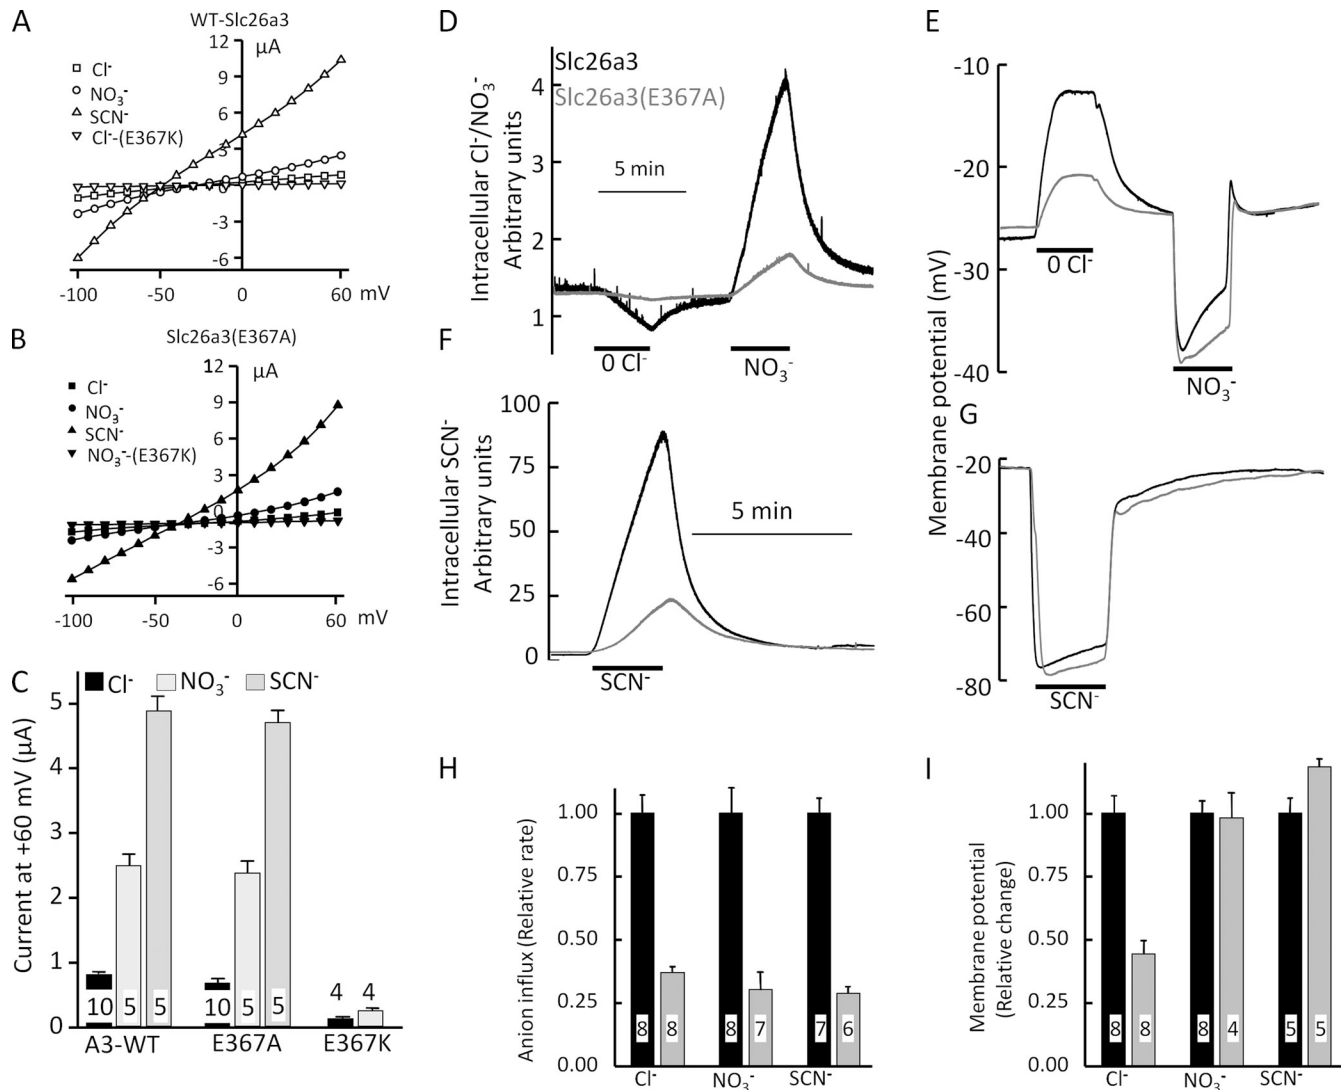 A
WT-Slc26a3
12
µA
Cl⁻
NO₃⁻
SCN⁻
Cl⁻-(E367K)
9
6
3
0
-3
-6
-100
-50
0
60
mV
B
Slc26a3(E367A)
12
µA
Cl⁻
NO₃⁻
SCN⁻
NO₃⁻-(E367K)
9
6
3
0
-3
-6
-100
-50
0
60
mV
C
Cl⁻
NO₃⁻
SCN⁻
Current at +60 mV (µA)
5
4
3
2
1
0
10
5
5
10
5
5
4
4
A3-WT
E367A
E367K
D
Slc26a3
Slc26a3(E367A)
Intracellular Cl⁻/NO₃⁻
Arbitrary units
4
4
2
1
5 min
0 Cl⁻
NO₃⁻
E
-10
-20
-30
-40
Membrane potential (mV)
0 Cl⁻
NO₃⁻
F
Intracellular SCN⁻
Arbitrary units
100
75
50
25
0
5 min
SCN⁻
G
-20
-40
-60
-80
SCN⁻
H
Anion influx (Relative rate)
1.00
0.75
0.50
0.25
0.00
8
8
8
7
7
6
Cl⁻
NO₃⁻
SCN⁻
I
Membrane potential
(Relative change)
1.00
0.75
0.50
0.25
0.00
8
8
8
4
5
5
Cl⁻
NO₃⁻
SCN⁻